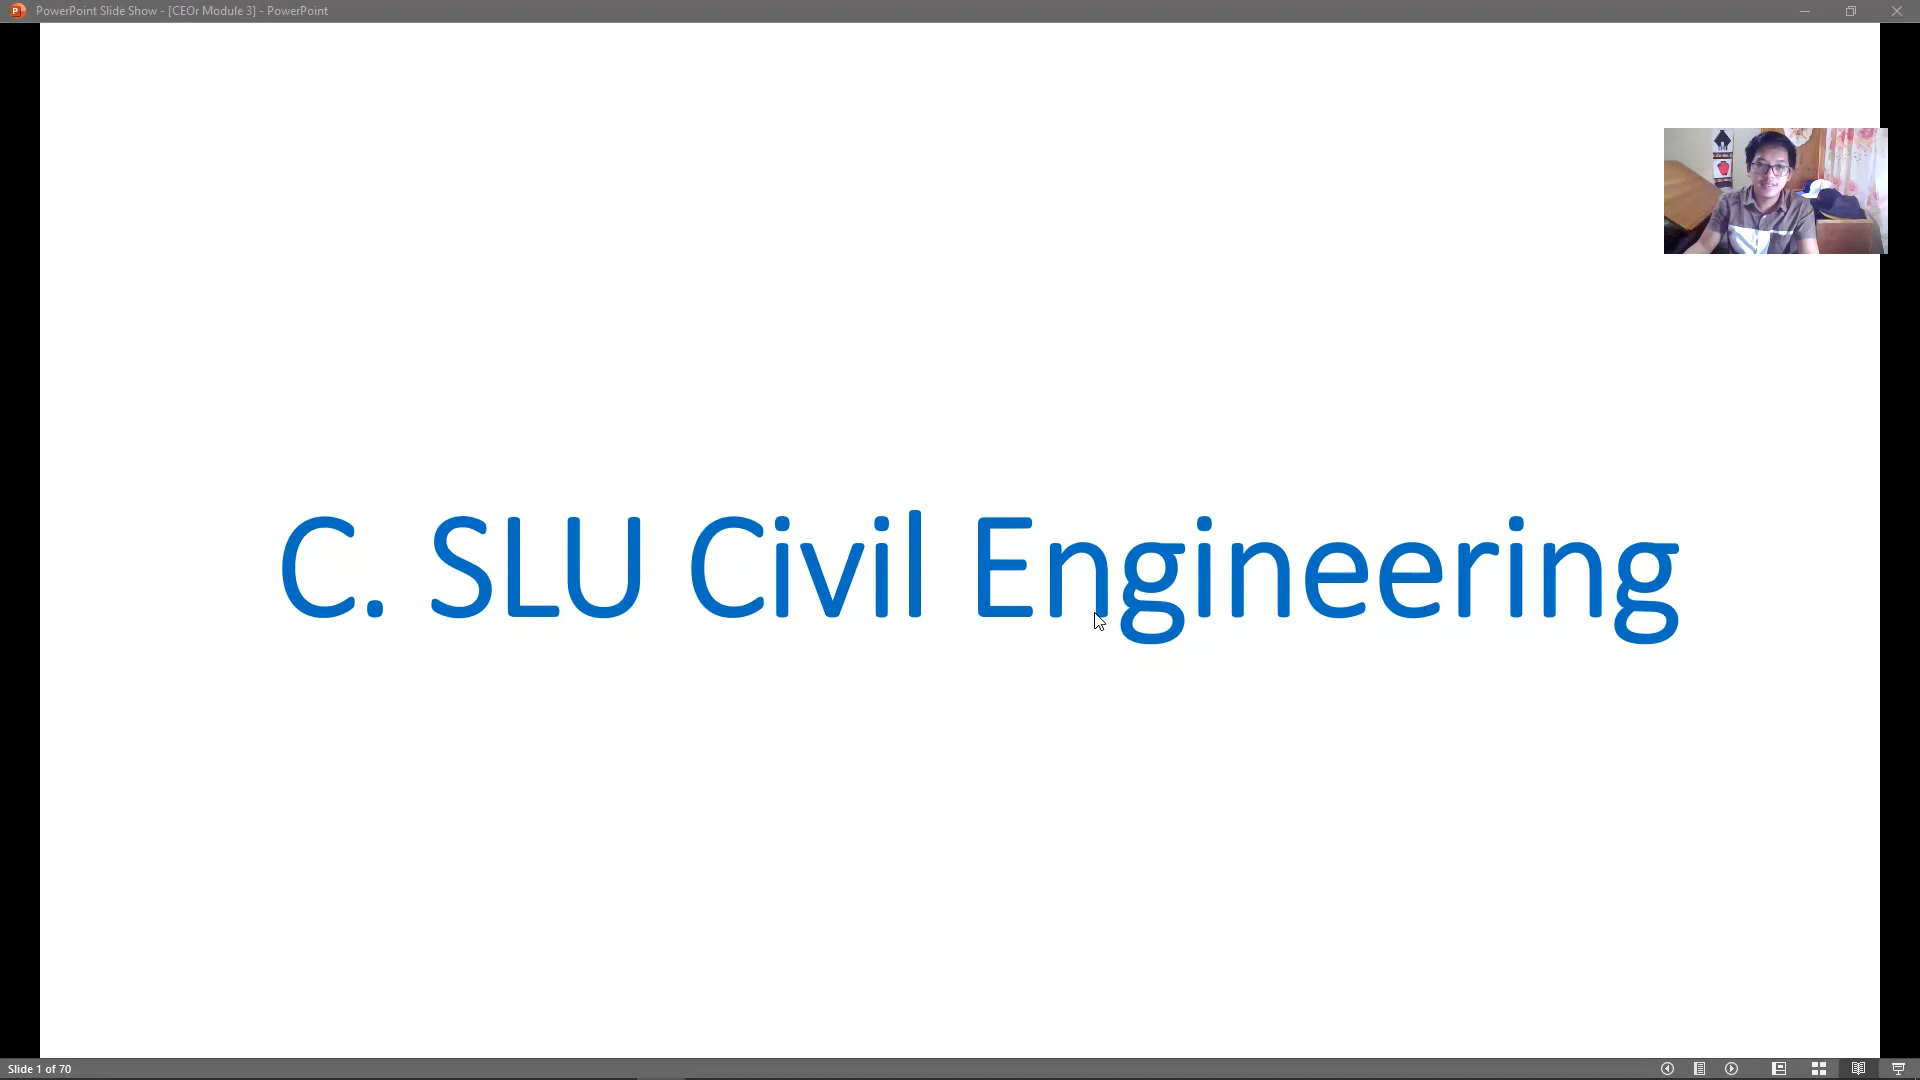 PowerPoint Slide Show - [CEOr Module 3] - PowerPoint
C. SLU Civil Engineering
Slide 1 of 70